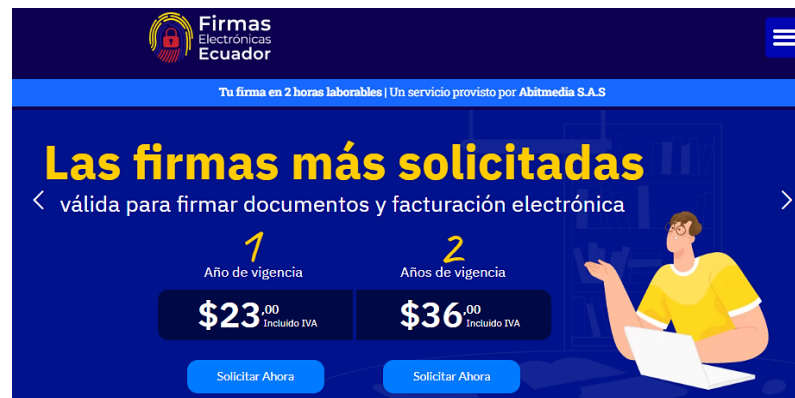 Firmas
Electrónicas
Ecuador
Tu firma en 2 horas laborables | Un servicio provisto por Abitmedia S.A.S
Las firmas más solicitadas
válida para firmar documentos y facturación electrónica
1 2
Año de vigencia Años de vigencia
$23,00 Incluido IVA $36,00 Incluido IVA
Solicitar Ahora Solicitar Ahora